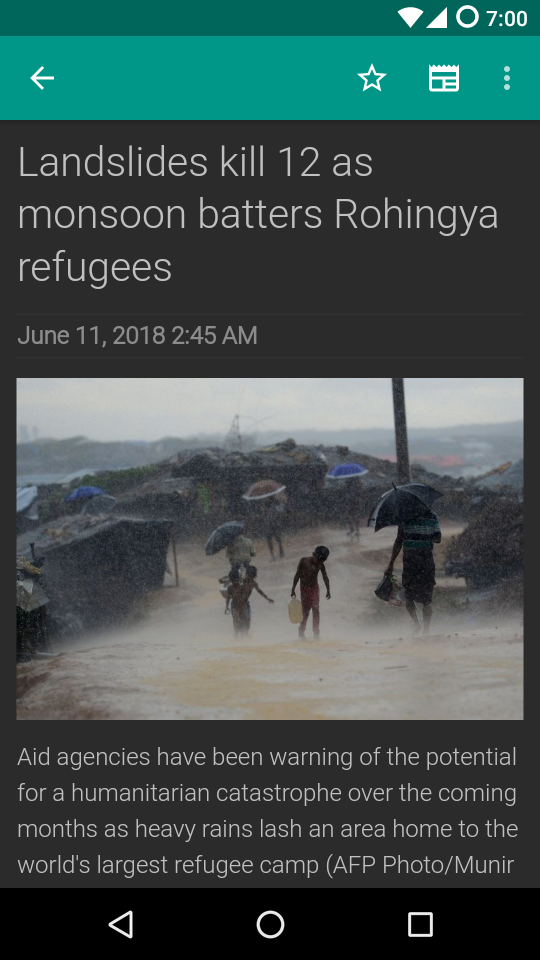 7:00
Landslides kill 12 as
monsoon batters Rohingya
refugees
June 11, 2018 2:45 AM
Aid agencies have been warning of the potential
for a humanitarian catastrophe over the coming
months as heavy rains lash an area home to the
world's largest refugee camp (AFP Photo/Munir